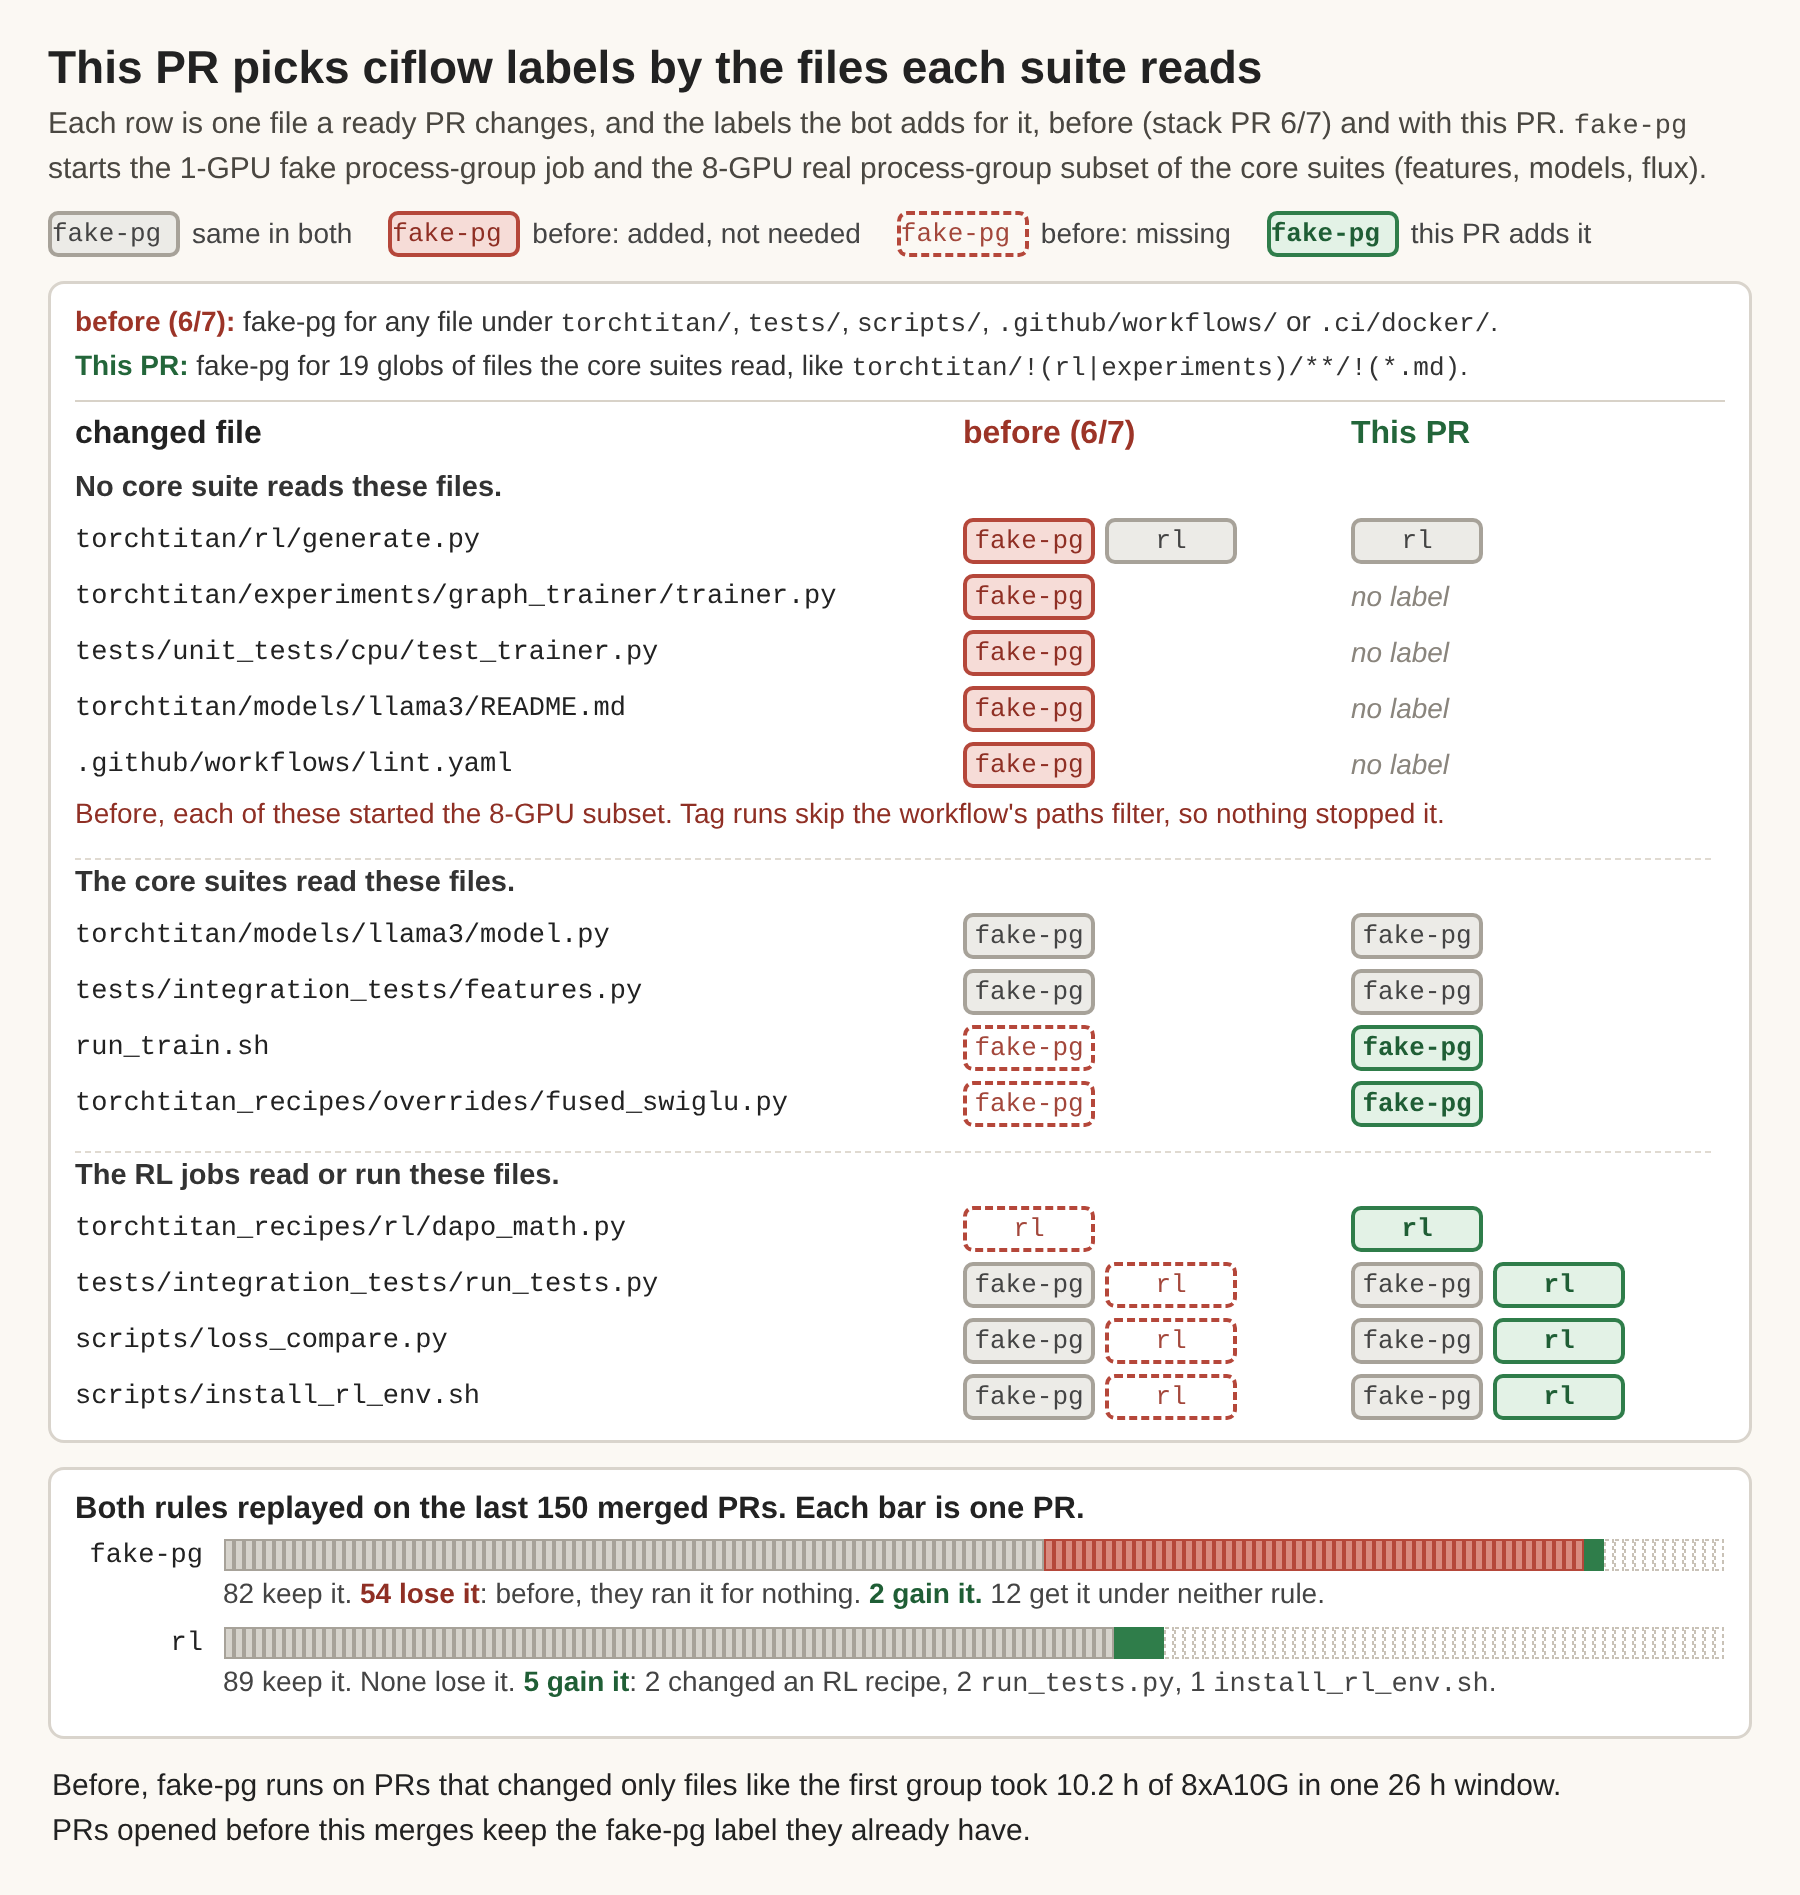 This PR picks ciflow labels by the files each suite reads
Each row is one file a ready PR changes, and the labels the bot adds for it, before (stack PR 6/7) and with this PR. fake-pg
starts the 1-GPU fake process-group job and the 8-GPU real process-group subset of the core suites (features, models, flux).
fake-pg same in both fake-pg before: added, not needed fake-pg before: missing fake-pg this PR adds it
before (6/7): fake-pg for any file under torchtitan/, tests/, scripts/, .github/workflows/ or .ci/docker/.
This PR: fake-pg for 19 globs of files the core suites read, like torchtitan/!(rl|experiments)/**/!(*.md).
changed file before (6/7) This PR
No core suite reads these files.
torchtitan/rl/generate.py fake-pg rl rl
torchtitan/experiments/graph_trainer/trainer.py fake-pg no label
tests/unit_tests/cpu/test_trainer.py fake-pg no label
torchtitan/models/llama3/README.md fake-pg no label
.github/workflows/lint.yaml fake-pg no label
Before, each of these started the 8-GPU subset. Tag runs skip the workflow's paths filter, so nothing stopped it.
The core suites read these files.
torchtitan/models/llama3/model.py fake-pg fake-pg
tests/integration_tests/features.py fake-pg fake-pg
run_train.sh fake-pg fake-pg
torchtitan_recipes/overrides/fused_swiglu.py fake-pg fake-pg
The RL jobs read or run these files.
torchtitan_recipes/rl/dapo_math.py rl rl
tests/integration_tests/run_tests.py fake-pg rl fake-pg rl
scripts/loss_compare.py fake-pg rl fake-pg rl
scripts/install_rl_env.sh fake-pg rl fake-pg rl
Both rules replayed on the last 150 merged PRs. Each bar is one PR.
fake-pg
82 keep it. 54 lose it: before, they ran it for nothing. 2 gain it. 12 get it under neither rule.
rl
89 keep it. None lose it. 5 gain it: 2 changed an RL recipe, 2 run_tests.py, 1 install_rl_env.sh.
Before, fake-pg runs on PRs that changed only files like the first group took 10.2 h of 8xA10G in one 26 h window.
PRs opened before this merges keep the fake-pg label they already have.